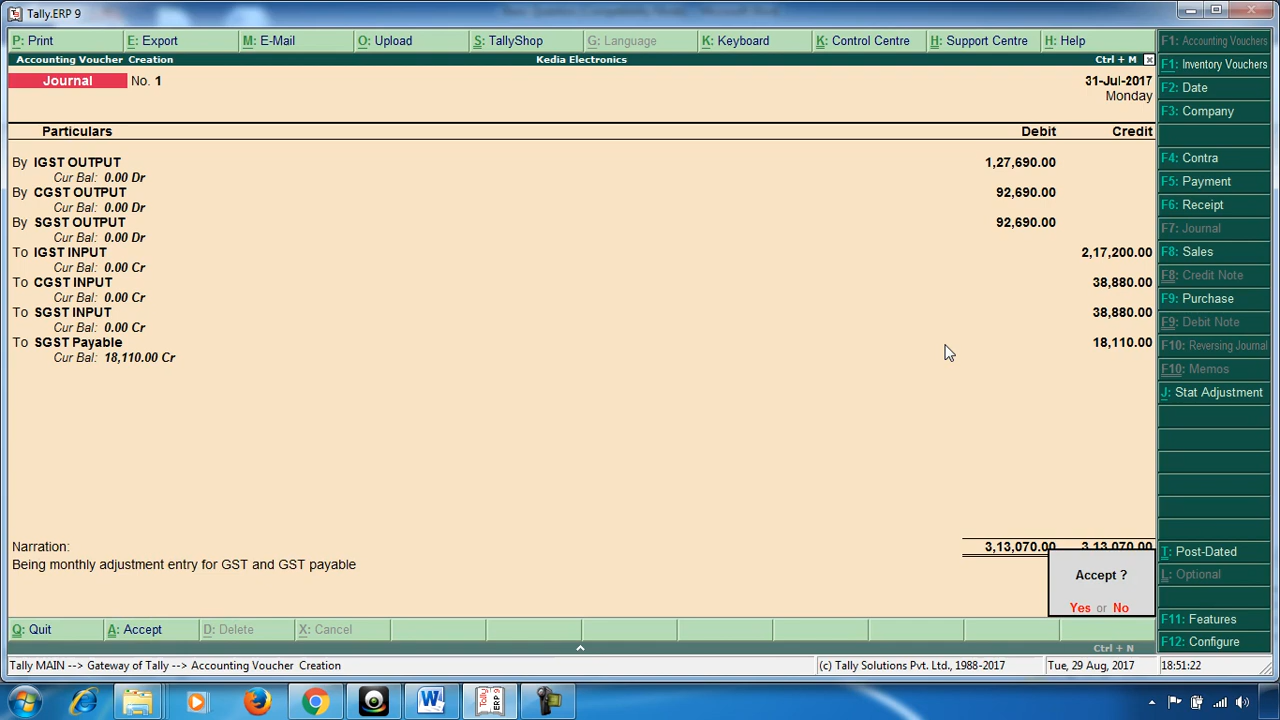 Tally.ERP 9
P: Print E: Export M: E-Mail O: Upload S: TallyShop G: Language K: Keyboard K: Control Centre H: Support Centre H: Help
Accounting Voucher Creation Kedia Electronics Ctrl + M
Journal No. 1 31-Jul-2017
Monday
Particulars Debit Credit
By IGST OUTPUT 1,27,690.00
Cur Bal: 0.00 Dr
By CGST OUTPUT 92,690.00
Cur Bal: 0.00 Dr
By SGST OUTPUT 92,690.00
Cur Bal: 0.00 Dr
To IGST INPUT 2,17,200.00
Cur Bal: 0.00 Cr
To CGST INPUT 38,880.00
Cur Bal: 0.00 Cr
To SGST INPUT 38,880.00
Cur Bal: 0.00 Cr
To SGST Payable 18,110.00
Cur Bal: 18,110.00 Cr
Narration: 3,13,070.00 3,13,070.00
Being monthly adjustment entry for GST and GST payable
Accept ?
Yes or No
Q: Quit A: Accept D: Delete X: Cancel
Ctrl + N
Tally MAIN --> Gateway of Tally --> Accounting Voucher Creation (c) Tally Solutions Pvt. Ltd., 1988-2017 Tue, 29 Aug, 2017 18:51:22
F1: Accounting Vouchers
F1: Inventory Vouchers
F2: Date
F3: Company
F4: Contra
F5: Payment
F6: Receipt
F7: Journal
F8: Sales
F8: Credit Note
F9: Purchase
F9: Debit Note
F10: Reversing Journal
F10: Memos
J: Stat Adjustment
T: Post-Dated
L: Optional
F11: Features
F12: Configure